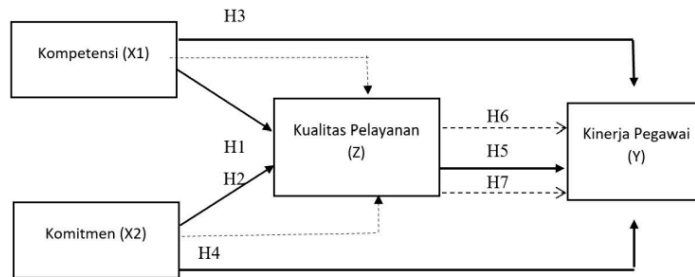 H3
Kompetensi (X1)
H1
Kualitas Pelayanan
(Z)
H6
H5
H7
Kinerja Pegawai
(Y)
H2
Komitmen (X2)
H4